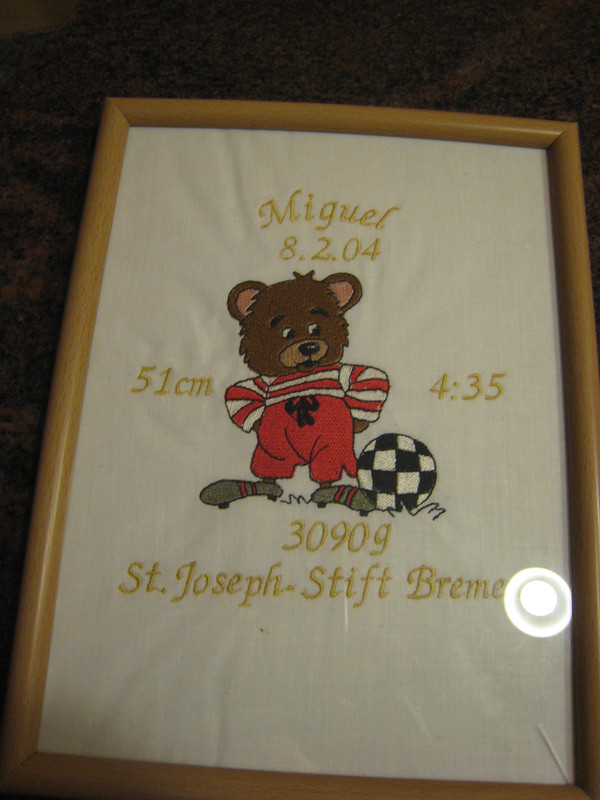 Miguel
8.2.04
51cm 4:35
3090g
St. Joseph-Stift Breme